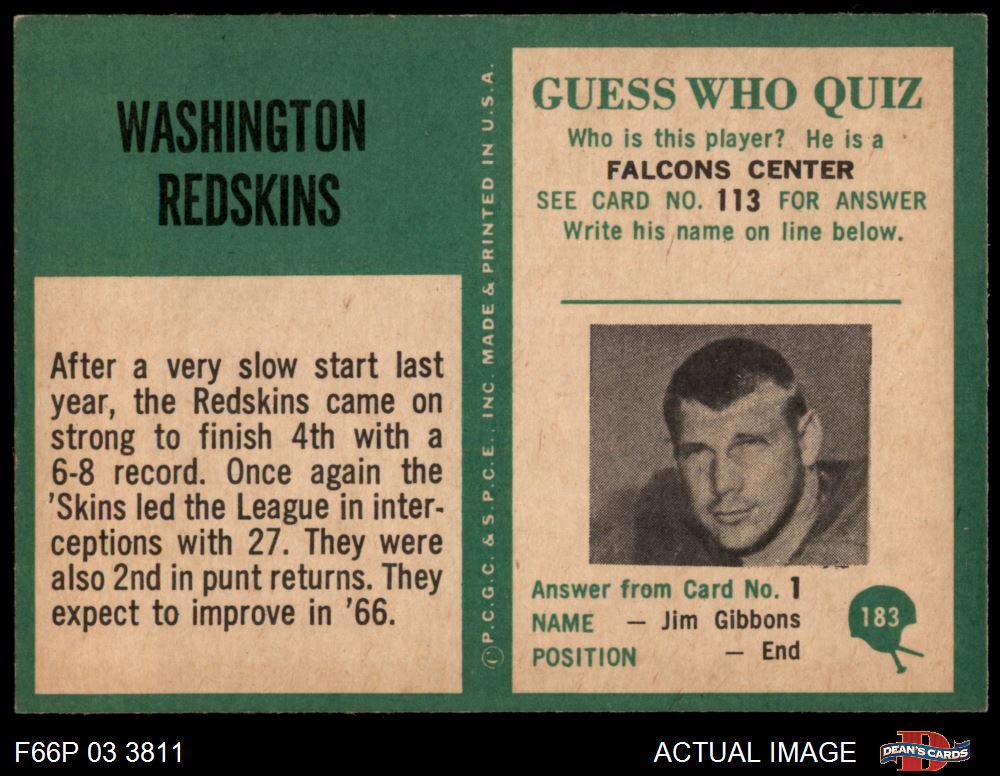 WASHINGTON
REDSKINS
After a very slow start last
year, the Redskins came on
strong to finish 4th with a
6-8 record. Once again the
'Skins led the League in inter-
ceptions with 27. They were
also 2nd in punt returns. They
expect to improve in '66.
©P.C.G.C. & S.P.C.E., INC. MADE & PRINTED IN U.S.A.
GUESS WHO QUIZ
Who is this player? He is a
FALCONS CENTER
SEE CARD NO. 113 FOR ANSWER
Write his name on line below.
Answer from Card No. 1
NAME — Jim Gibbons
POSITION — End
183
F66P 03 3811
ACTUAL IMAGE
D
DEAN'S CARDS